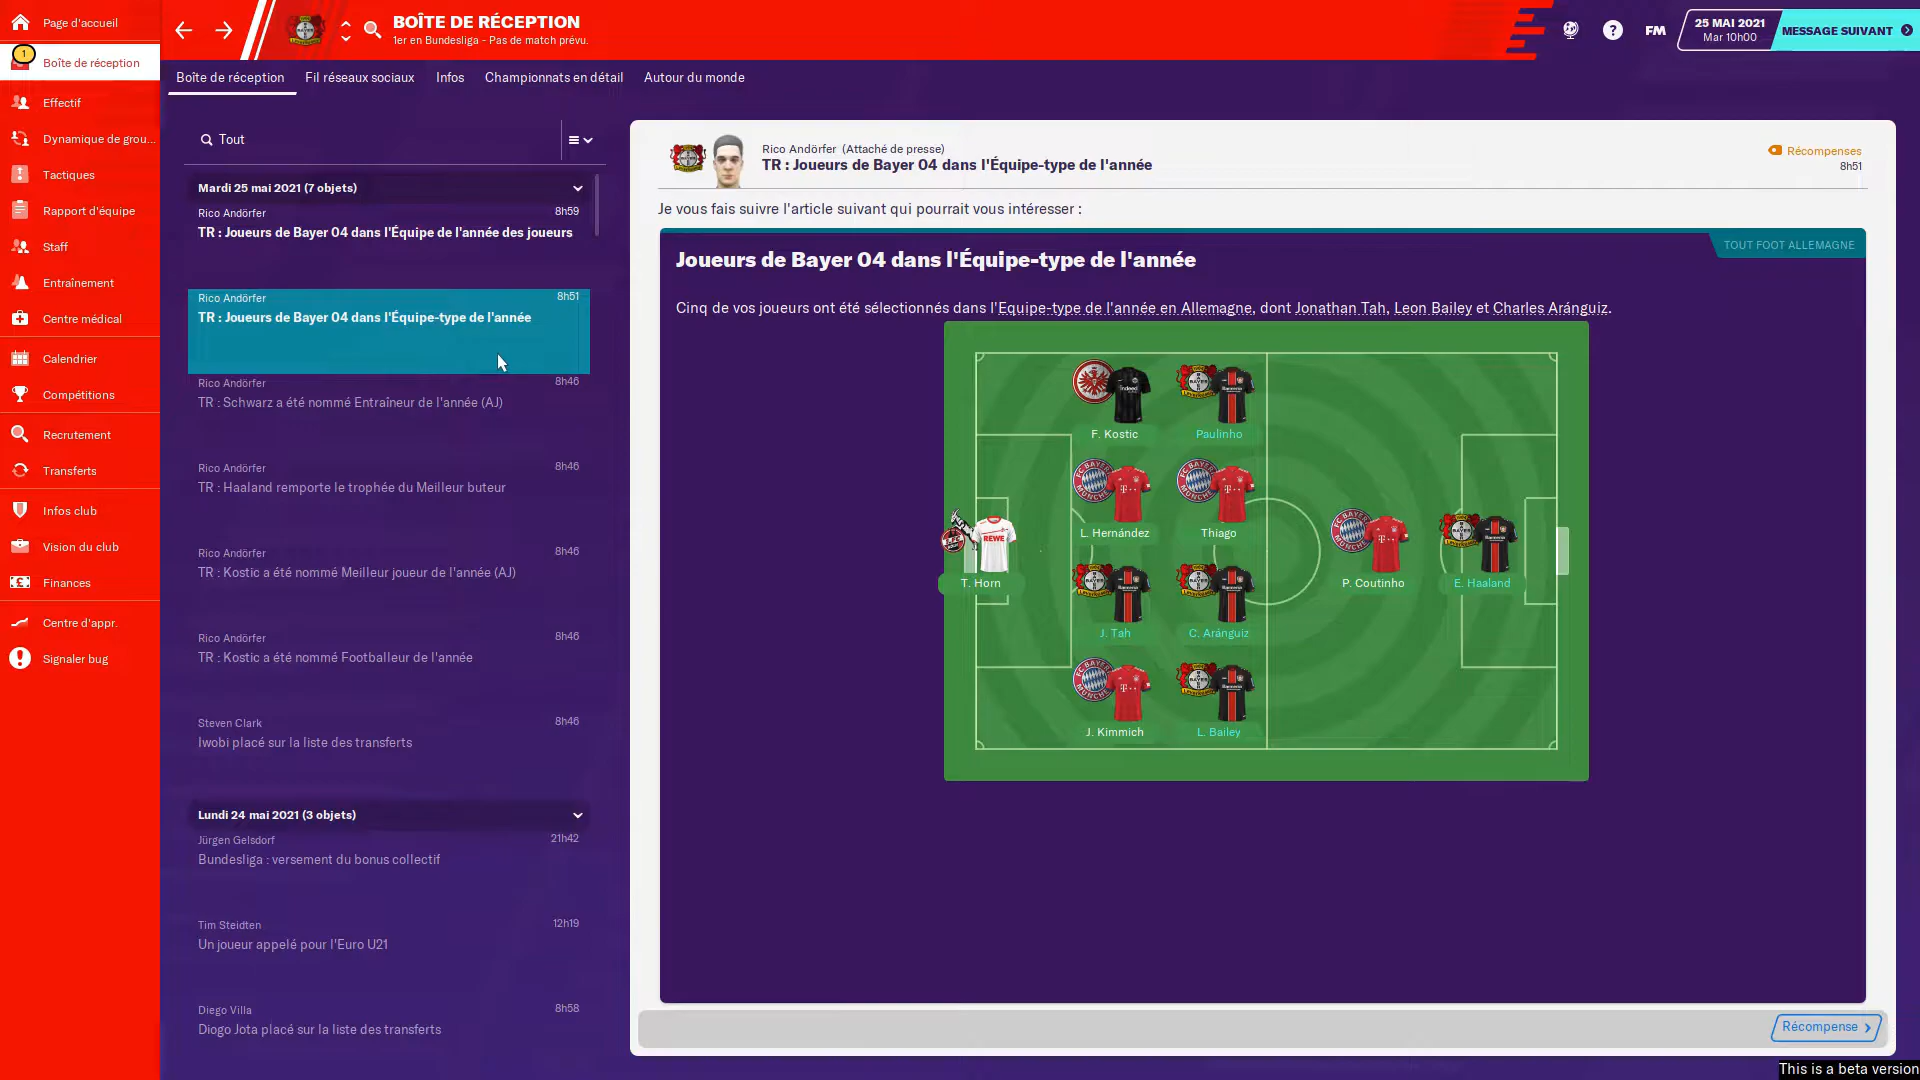 Page d'accueil
1
Boîte de réception
Effectif
Dynamique de grou...
Tactiques
Rapport d'équipe
Staff
Entraînement
Centre médical
Calendrier
Compétitions
Recrutement
Transferts
Infos club
Vision du club
Finances
Centre d'appr.
Signaler bug
BOÎTE DE RÉCEPTION
1er en Bundesliga - Pas de match prévu.
FM
25 MAI 2021
Mar 10h00
MESSAGE SUIVANT
Boîte de réception
Fil réseaux sociaux
Infos
Championnats en détail
Autour du monde
Tout
Mardi 25 mai 2021 (7 objets)
Rico Andörfer 8h59
TR : Joueurs de Bayer 04 dans l'Équipe de l'année des joueurs
Rico Andörfer 8h51
TR : Joueurs de Bayer 04 dans l'Équipe-type de l'année
Rico Andörfer 8h46
TR : Schwarz a été nommé Entraîneur de l'année (AJ)
Rico Andörfer 8h46
TR : Haaland remporte le trophée du Meilleur buteur
Rico Andörfer 8h46
TR : Kostic a été nommé Meilleur joueur de l'année (AJ)
Rico Andörfer 8h46
TR : Kostic a été nommé Footballeur de l'année
Steven Clark 8h46
Iwobi placé sur la liste des transferts
Lundi 24 mai 2021 (3 objets)
Jürgen Gelsdorf 21h42
Bundesliga : versement du bonus collectif
Tim Steidten 12h19
Un joueur appelé pour l'Euro U21
Diego Villa 8h58
Diogo Jota placé sur la liste des transferts
Rico Andörfer (Attaché de presse)
TR : Joueurs de Bayer 04 dans l'Équipe-type de l'année
Récompenses
8h51
Je vous fais suivre l'article suivant qui pourrait vous intéresser :
TOUT FOOT ALLEMAGNE
Joueurs de Bayer 04 dans l'Équipe-type de l'année
Cinq de vos joueurs ont été sélectionnés dans l'Equipe-type de l'année en Allemagne, dont Jonathan Tah, Leon Bailey et Charles Aránguiz.
F. Kostic
Paulinho
L. Hernández
Thiago
REWE
T. Horn
P. Coutinho
E. Haaland
J. Tah
C. Aránguiz
J. Kimmich
L. Bailey
Récompense
This is a beta version